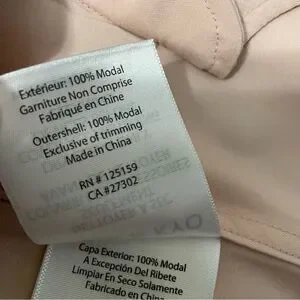 Extérieur: 100% Modal
Garniture Non Comprise
Fabriqué en Chine
Outershell: 100% Modal
Exclusive of trimming
Made in China
RN # 125159
CA #27302
Capa Exterior: 100% Modal
A Excepción Del Ribete
Limpiar En Seco Solamente
Fabricado en China